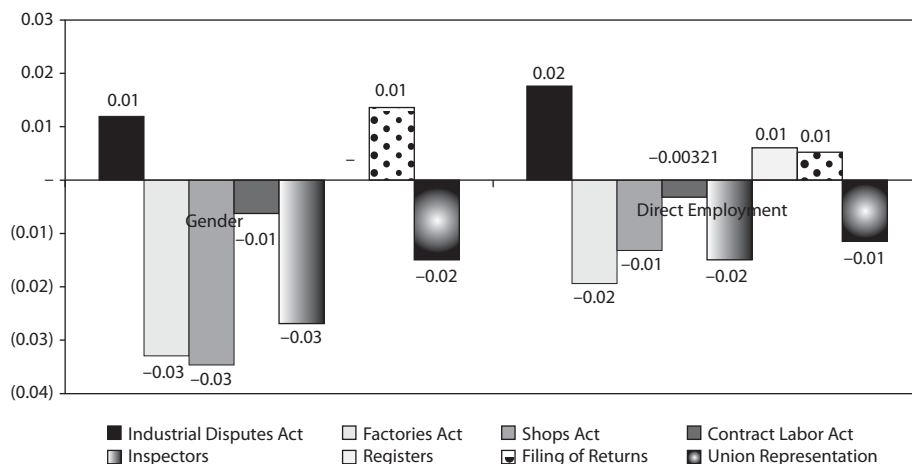 0.03
0.02
0.01
–
(0.01)
(0.02)
(0.03)
(0.04)
0.01
–0.03
–0.03
Gender
–0.01
–0.03
–
0.01
–0.02
0.02
–0.02
–0.01
–0.00321
Direct Employment
–0.02
0.01
0.01
–0.01
Industrial Disputes Act
Factories Act
Shops Act
Contract Labor Act
Inspectors
Registers
Filing of Returns
Union Representation